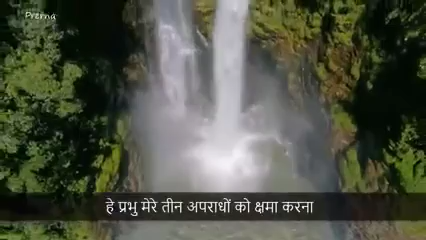 Prerna
हे प्रभु मेरे तीन अपराधों को क्षमा करना